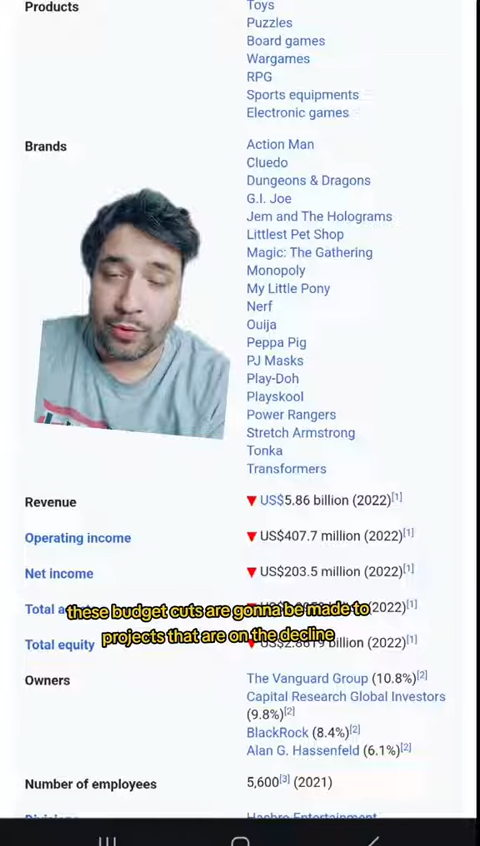 Products
Toys
Puzzles
Board games
Wargames
RPG
Sports equipments
Electronic games
Brands
Action Man
Cluedo
Dungeons & Dragons
G.I. Joe
Jem and The Holograms
Littlest Pet Shop
Magic: The Gathering
Monopoly
My Little Pony
Nerf
Ouija
Peppa Pig
PJ Masks
Play-Doh
Playskool
Power Rangers
Stretch Armstrong
Tonka
Transformers
Revenue ▼ US$5.86 billion (2022)[1]
Operating income ▼ US$407.7 million (2022)[1]
Net income ▼ US$203.5 million (2022)[1]
Total (2022)[1]
these budget cuts are gonna be made to
projects that are on the decline
Total equity billion (2022)[1]
Owners
The Vanguard Group (10.8%)[2]
Capital Research Global Investors
(9.8%)[2]
BlackRock (8.4%)[2]
Alan G. Hassenfeld (6.1%)[2]
Number of employees 5,600[3] (2021)